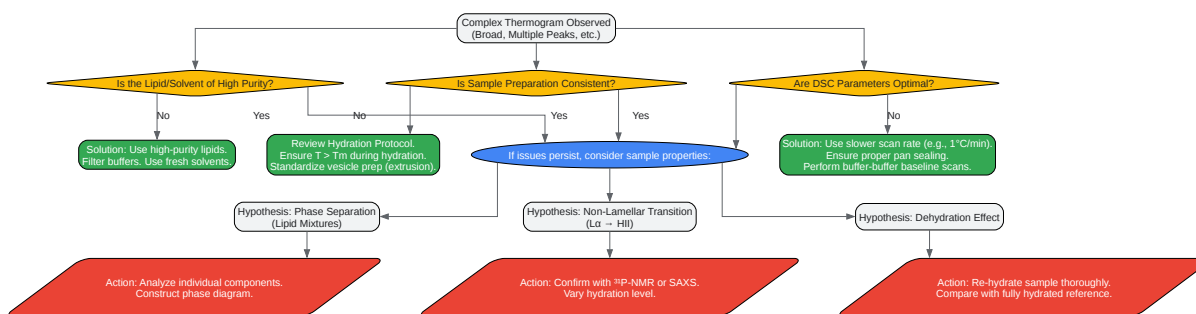 Complex Thermogram Observed
(Broad, Multiple Peaks, etc.)
Is the Lipid/Solvent of High Purity?
Is Sample Preparation Consistent?
Are DSC Parameters Optimal?
No
Yes
No
Yes
Yes
No
Solution: Use high-purity lipids.
Filter buffers. Use fresh solvents.
Review Hydration Protocol.
Ensure T > Tm during hydration.
Standardize vesicle prep (extrusion).
If issues persist, consider sample properties:
Solution: Use slower scan rate (e.g., 1°C/min).
Ensure proper pan sealing.
Perform buffer-buffer baseline scans.
Hypothesis: Phase Separation
(Lipid Mixtures)
Hypothesis: Non-Lamellar Transition
(Lα → HII)
Hypothesis: Dehydration Effect
Action: Analyze individual components.
Construct phase diagram.
Action: Confirm with ³¹P-NMR or SAXS.
Vary hydration level.
Action: Re-hydrate sample thoroughly.
Compare with fully hydrated reference.